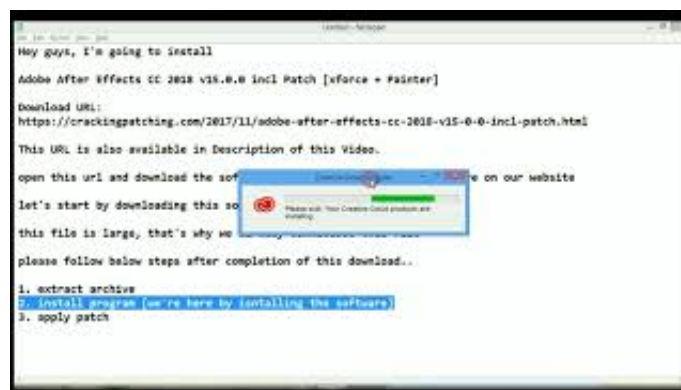 Untitled - Notepad
Hey guys, I'm going to install
Adobe After Effects CC 2018 v15.0.0 incl Patch [xforce + Painter]
Download URL:
https://crackingpatching.com/2017/11/adobe-after-effects-cc-2018-v15-0-0-incl-patch.html
This URL is also available in Description of this Video.
open this url and download the sof
e on our website
Please wait. Your Creative Cloud products are
installing.
let's start by downloading this so
this file is large, that's why we
please follow below steps after completion of this download..
1. extract archive
2. install program [we're here by isntalling the software]
3. apply patch